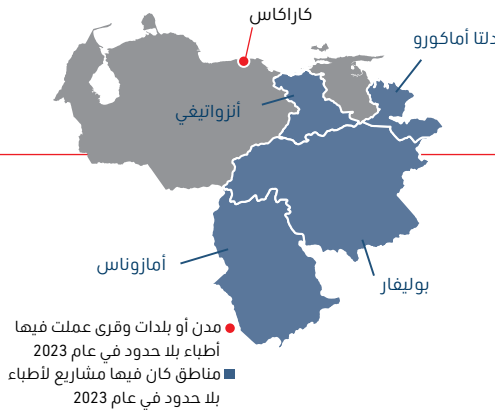 كاراكاس
دلتا أماكورو
أنزواتيغي
أمازوناس
بوليفار
مدن أو بلدات وقرى عملت فيها
أطباء بلا حدود في عام 2023
مناطق كان فيها مشاريع لأطباء
بلا حدود في عام 2023